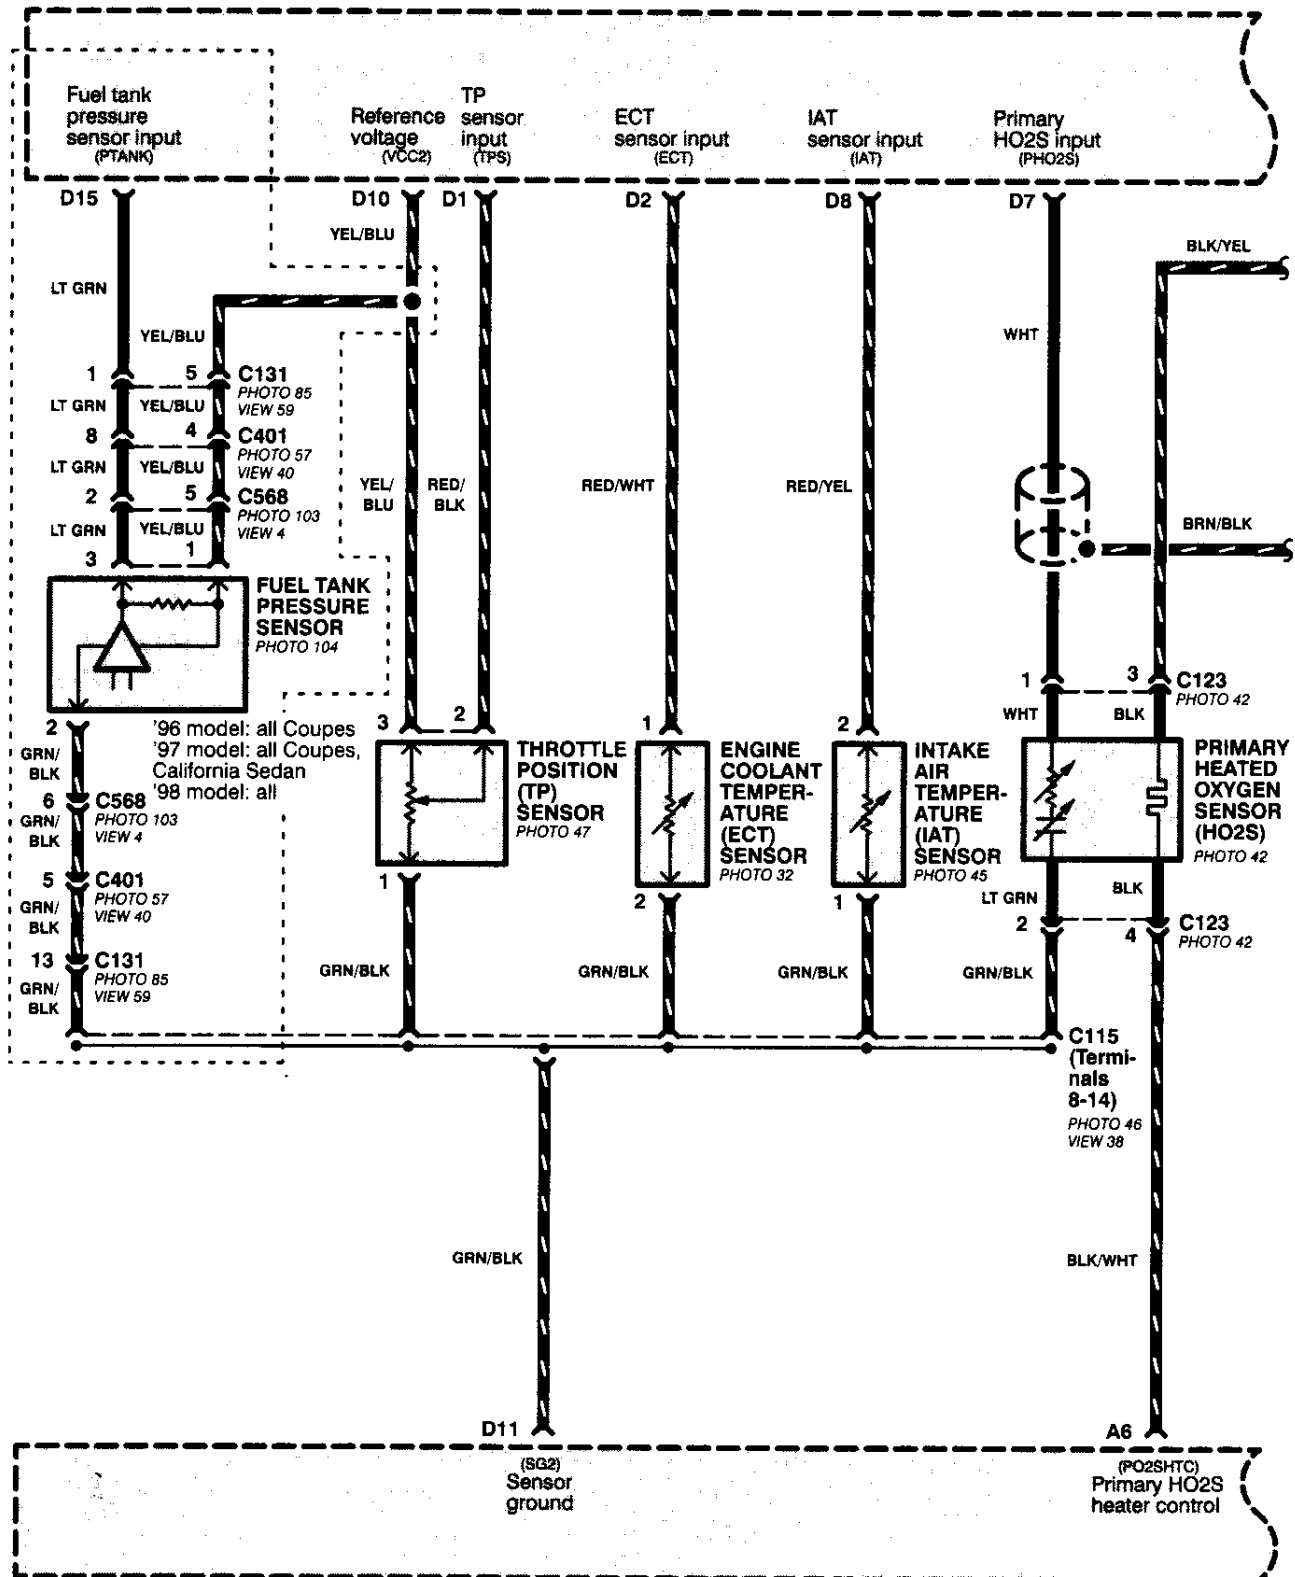 Fuel tank
pressure
sensor input
(PTANK)
Reference
voltage
(VCC2)
TP
sensor
input
(TPS)
ECT
sensor input
(ECT)
IAT
sensor input
(IAT)
Primary
HO2S input
(PHO2S)
D15
D10
D1
D2
D8
D7
YEL/BLU
BLK/YEL
LT GRN
YEL/BLU
WHT
1
5
C131
PHOTO 85
VIEW 59
LT GRN
YEL/BLU
8
4
C401
PHOTO 57
VIEW 40
LT GRN
YEL/BLU
2
5
C568
PHOTO 103
VIEW 4
LT GRN
YEL/BLU
3
1
YEL/
BLU
RED/
BLK
RED/WHT
RED/YEL
BRN/BLK
FUEL TANK
PRESSURE
SENSOR
PHOTO 104
1
3
C123
PHOTO 42
WHT
BLK
2
'96 model: all Coupes
'97 model: all Coupes,
California Sedan
'98 model: all
GRN/
BLK
6
C568
PHOTO 103
VIEW 4
GRN/
BLK
5
C401
PHOTO 57
VIEW 40
GRN/
BLK
13
C131
PHOTO 85
VIEW 59
GRN/
BLK
3
2
THROTTLE
POSITION
(TP)
SENSOR
PHOTO 47
1
1
ENGINE
COOLANT
TEMPER-
ATURE
(ECT)
SENSOR
PHOTO 32
2
2
INTAKE
AIR
TEMPER-
ATURE
(IAT)
SENSOR
PHOTO 45
1
PRIMARY
HEATED
OXYGEN
SENSOR
(HO2S)
PHOTO 42
LT GRN
BLK
2
4
C123
PHOTO 42
GRN/BLK
GRN/BLK
GRN/BLK
GRN/BLK
C115
(Termi-
nals
8-14)
PHOTO 46
VIEW 38
GRN/BLK
BLK/WHT
D11
A6
(SG2)
Sensor
ground
(PO2SHTC)
Primary HO2S
heater control